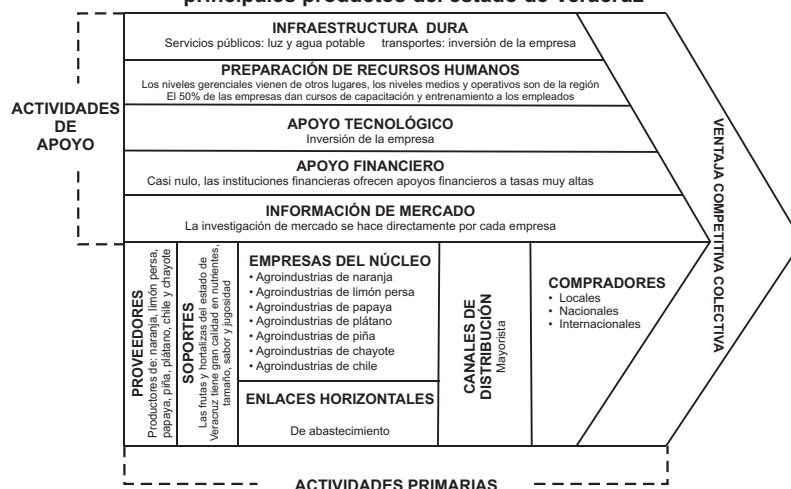 principales productos del estado de Veracruz
INFRAESTRUCTURA DURA
Servicios públicos: luz y agua potable transportes: inversión de la empresa
PREPARACIÓN DE RECURSOS HUMANOS
Los niveles gerenciales vienen de otros lugares, los niveles medios y operativos son de la región
El 50% de las empresas dan cursos de capacitación y entrenamiento a los empleados
ACTIVIDADES
DE
APOYO
APOYO TECNOLÓGICO
Inversión de la empresa
APOYO FINANCIERO
Casi nulo, las instituciones financieras ofrecen apoyos financieros a tasas muy altas
INFORMACIÓN DE MERCADO
La investigación de mercado se hace directamente por cada empresa
VENTAJA COMPETITIVA COLECTIVA
PROVEEDORES
Productores de: naranja, limón persa,
papaya, piña, plátano, chile y chayote
SOPORTES
Las frutas y hortalizas del estado de
Veracruz tiene gran calidad en nutrientes,
tamaño, sabor y jugosidad
EMPRESAS DEL NÚCLEO
• Agroindustrias de naranja
• Agroindustrias de limón persa
• Agroindustrias de papaya
• Agroindustrias de plátano
• Agroindustrias de piña
• Agroindustrias de chayote
• Agroindustrias de chile
ENLACES HORIZONTALES
De abastecimiento
CANALES DE
DISTRIBUCIÓN
Mayorista
COMPRADORES
• Locales
• Nacionales
• Internacionales
ACTIVIDADES PRIMARIAS